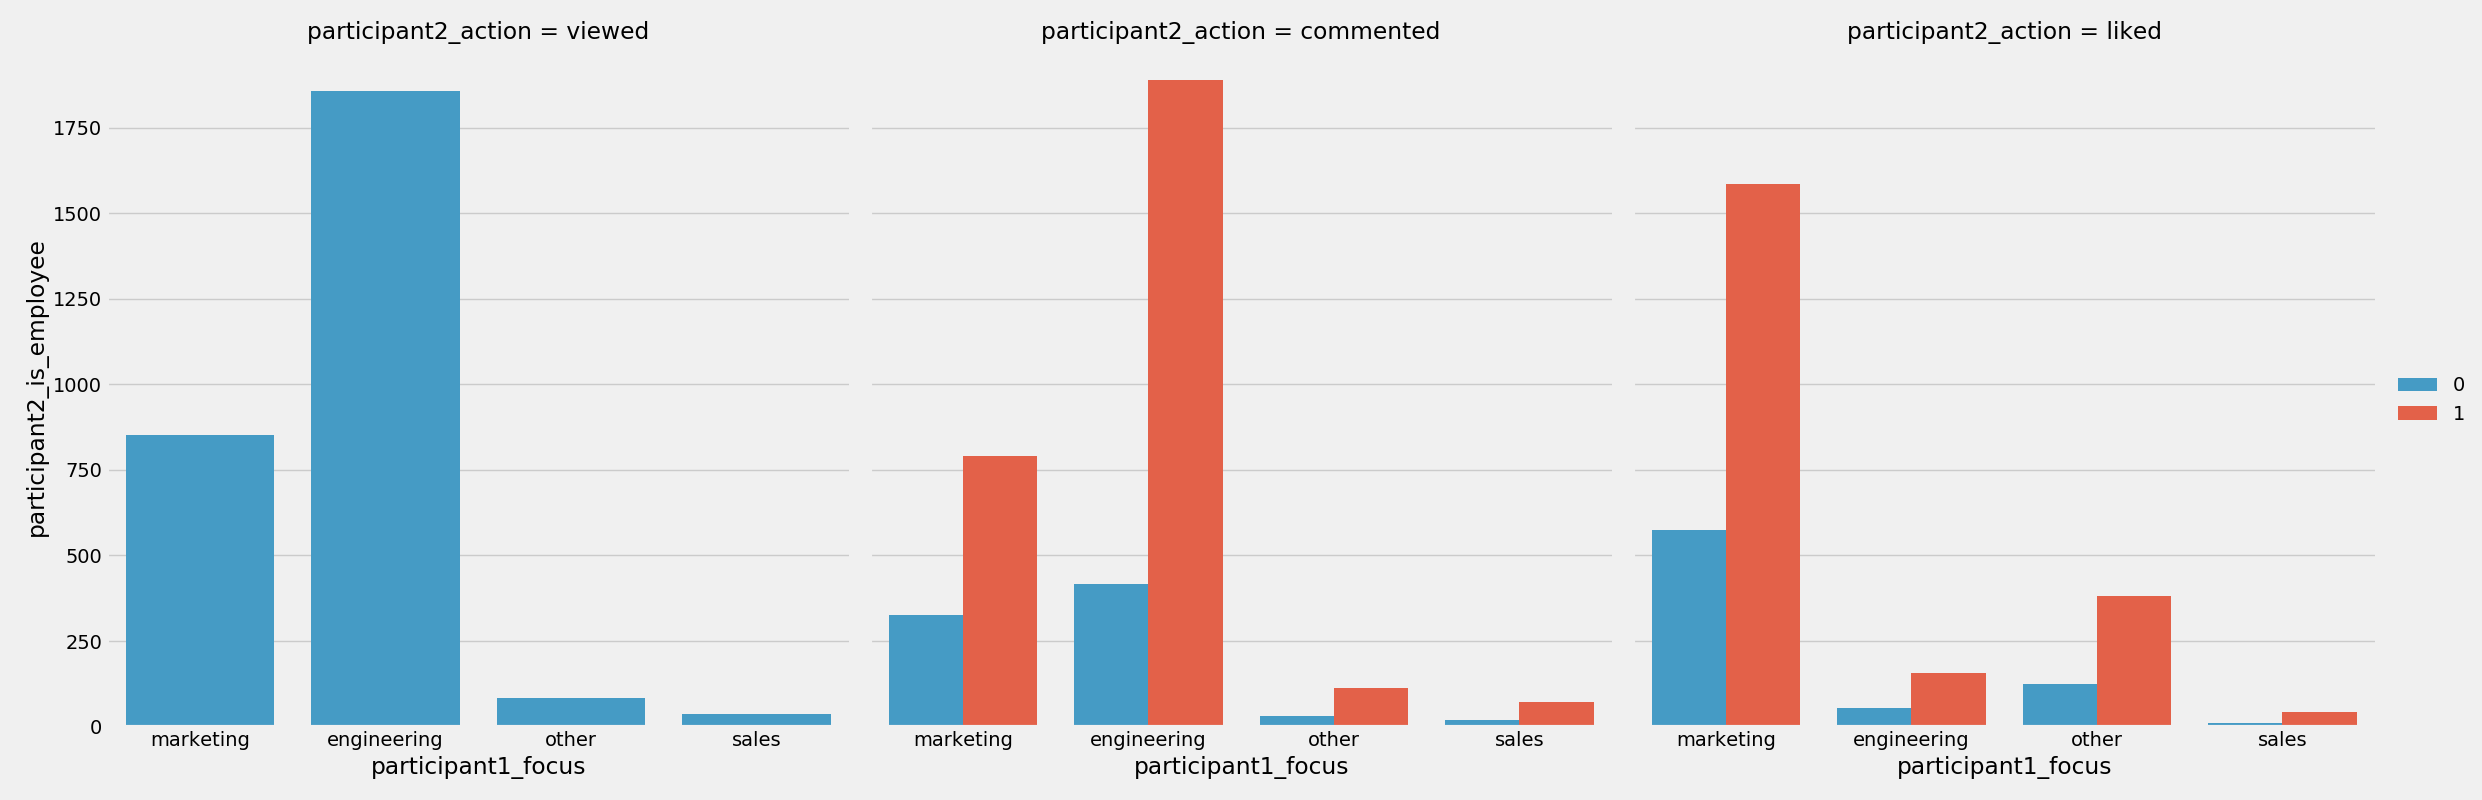 participant2_action = viewed
participant2_action = commented
participant2_action = liked
participant2_is_employee
1750
1500
1250
1000
750
500
250
0
marketing engineering other sales
marketing engineering other sales
marketing engineering other sales
participant1_focus
participant1_focus
participant1_focus
0
1